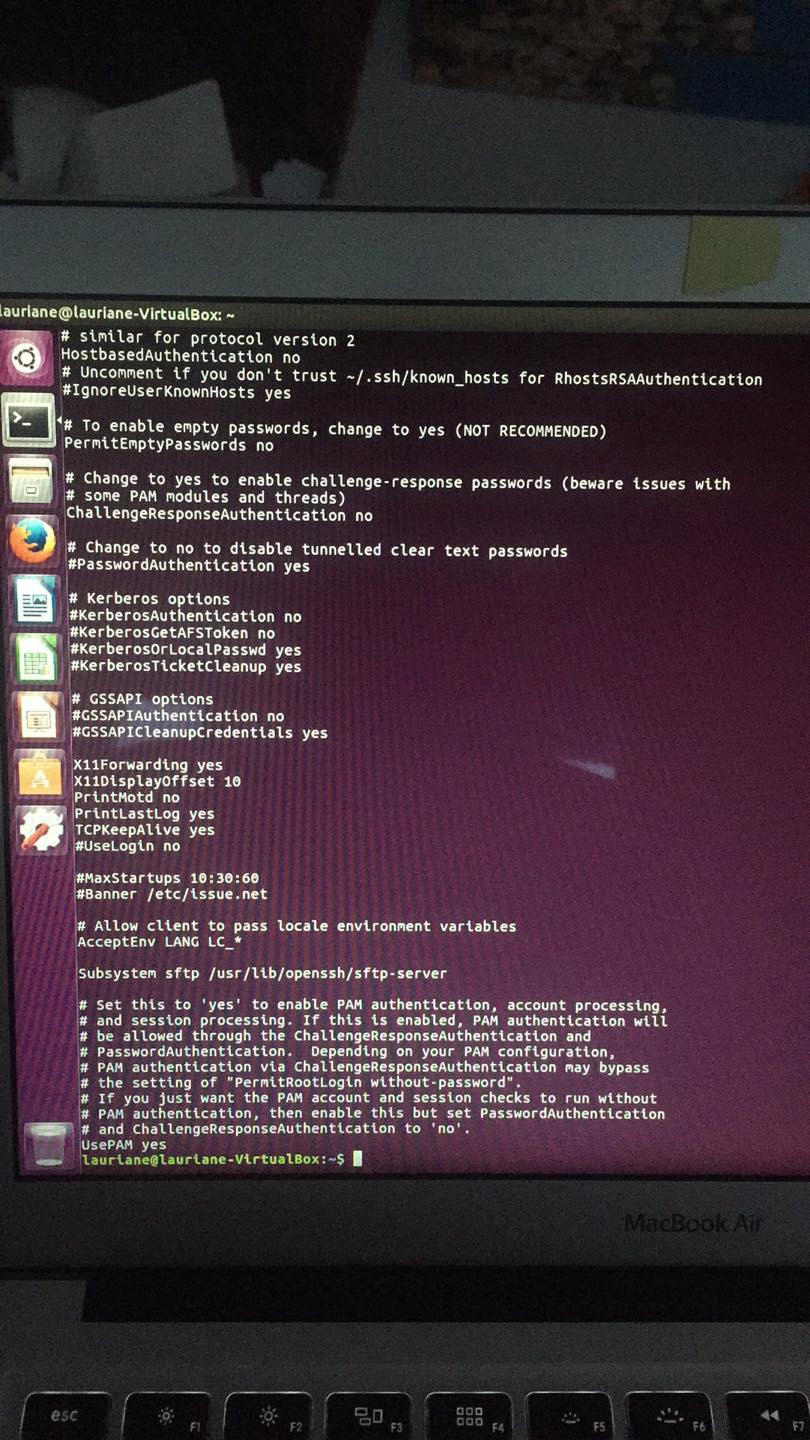 lauriane@lauriane-VirtualBox: ~
# similar for protocol version 2
HostbasedAuthentication no
# Uncomment if you don't trust ~/.ssh/known_hosts for RhostsRSAAuthentication
#IgnoreUserKnownHosts yes
# To enable empty passwords, change to yes (NOT RECOMMENDED)
PermitEmptyPasswords no
# Change to yes to enable challenge-response passwords (beware issues with
# some PAM modules and threads)
ChallengeResponseAuthentication no
# Change to no to disable tunnelled clear text passwords
#PasswordAuthentication yes
# Kerberos options
#KerberosAuthentication no
#KerberosGetAFSToken no
#KerberosOrLocalPasswd yes
#KerberosTicketCleanup yes
# GSSAPI options
#GSSAPIAuthentication no
#GSSAPICleanupCredentials yes
X11Forwarding yes
X11DisplayOffset 10
PrintMotd no
PrintLastLog yes
TCPKeepAlive yes
#UseLogin no
#MaxStartups 10:30:60
#Banner /etc/issue.net
# Allow client to pass locale environment variables
AcceptEnv LANG LC_*
Subsystem sftp /usr/lib/openssh/sftp-server
# Set this to 'yes' to enable PAM authentication, account processing,
# and session processing. If this is enabled, PAM authentication will
# be allowed through the ChallengeResponseAuthentication and
# PasswordAuthentication.  Depending on your PAM configuration,
# PAM authentication via ChallengeResponseAuthentication may bypass
# the setting of "PermitRootLogin without-password".
# If you just want the PAM account and session checks to run without
# PAM authentication, then enable this but set PasswordAuthentication
# and ChallengeResponseAuthentication to 'no'.
UsePAM yes
lauriane@lauriane-VirtualBox:~$
MacBook Air
esc F1 F2 F3 F4 F5 F6 F7